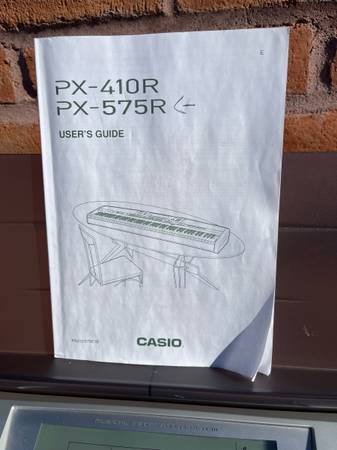 E
PX-410R
PX-575R
USER'S GUIDE
CASIO